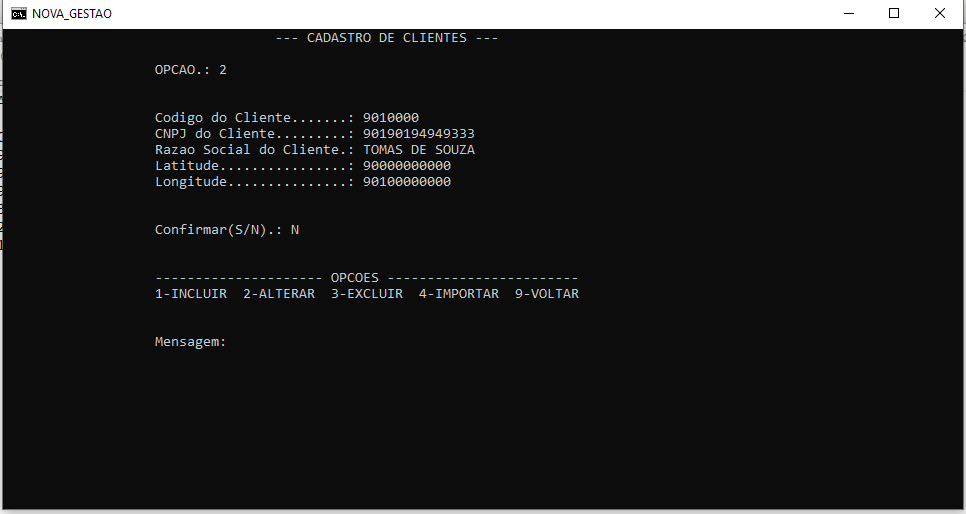 NOVA_GESTAO
--- CADASTRO DE CLIENTES ---
OPCAO.: 2
Codigo do Cliente.......: 9010000
CNPJ do Cliente.........: 90190194949333
Razao Social do Cliente.: TOMAS DE SOUZA
Latitude................: 90000000000
Longitude...............: 90100000000
Confirmar(S/N).: N
--------------------- OPCOES ------------------------
1-INCLUIR  2-ALTERAR  3-EXCLUIR  4-IMPORTAR  9-VOLTAR
Mensagem: